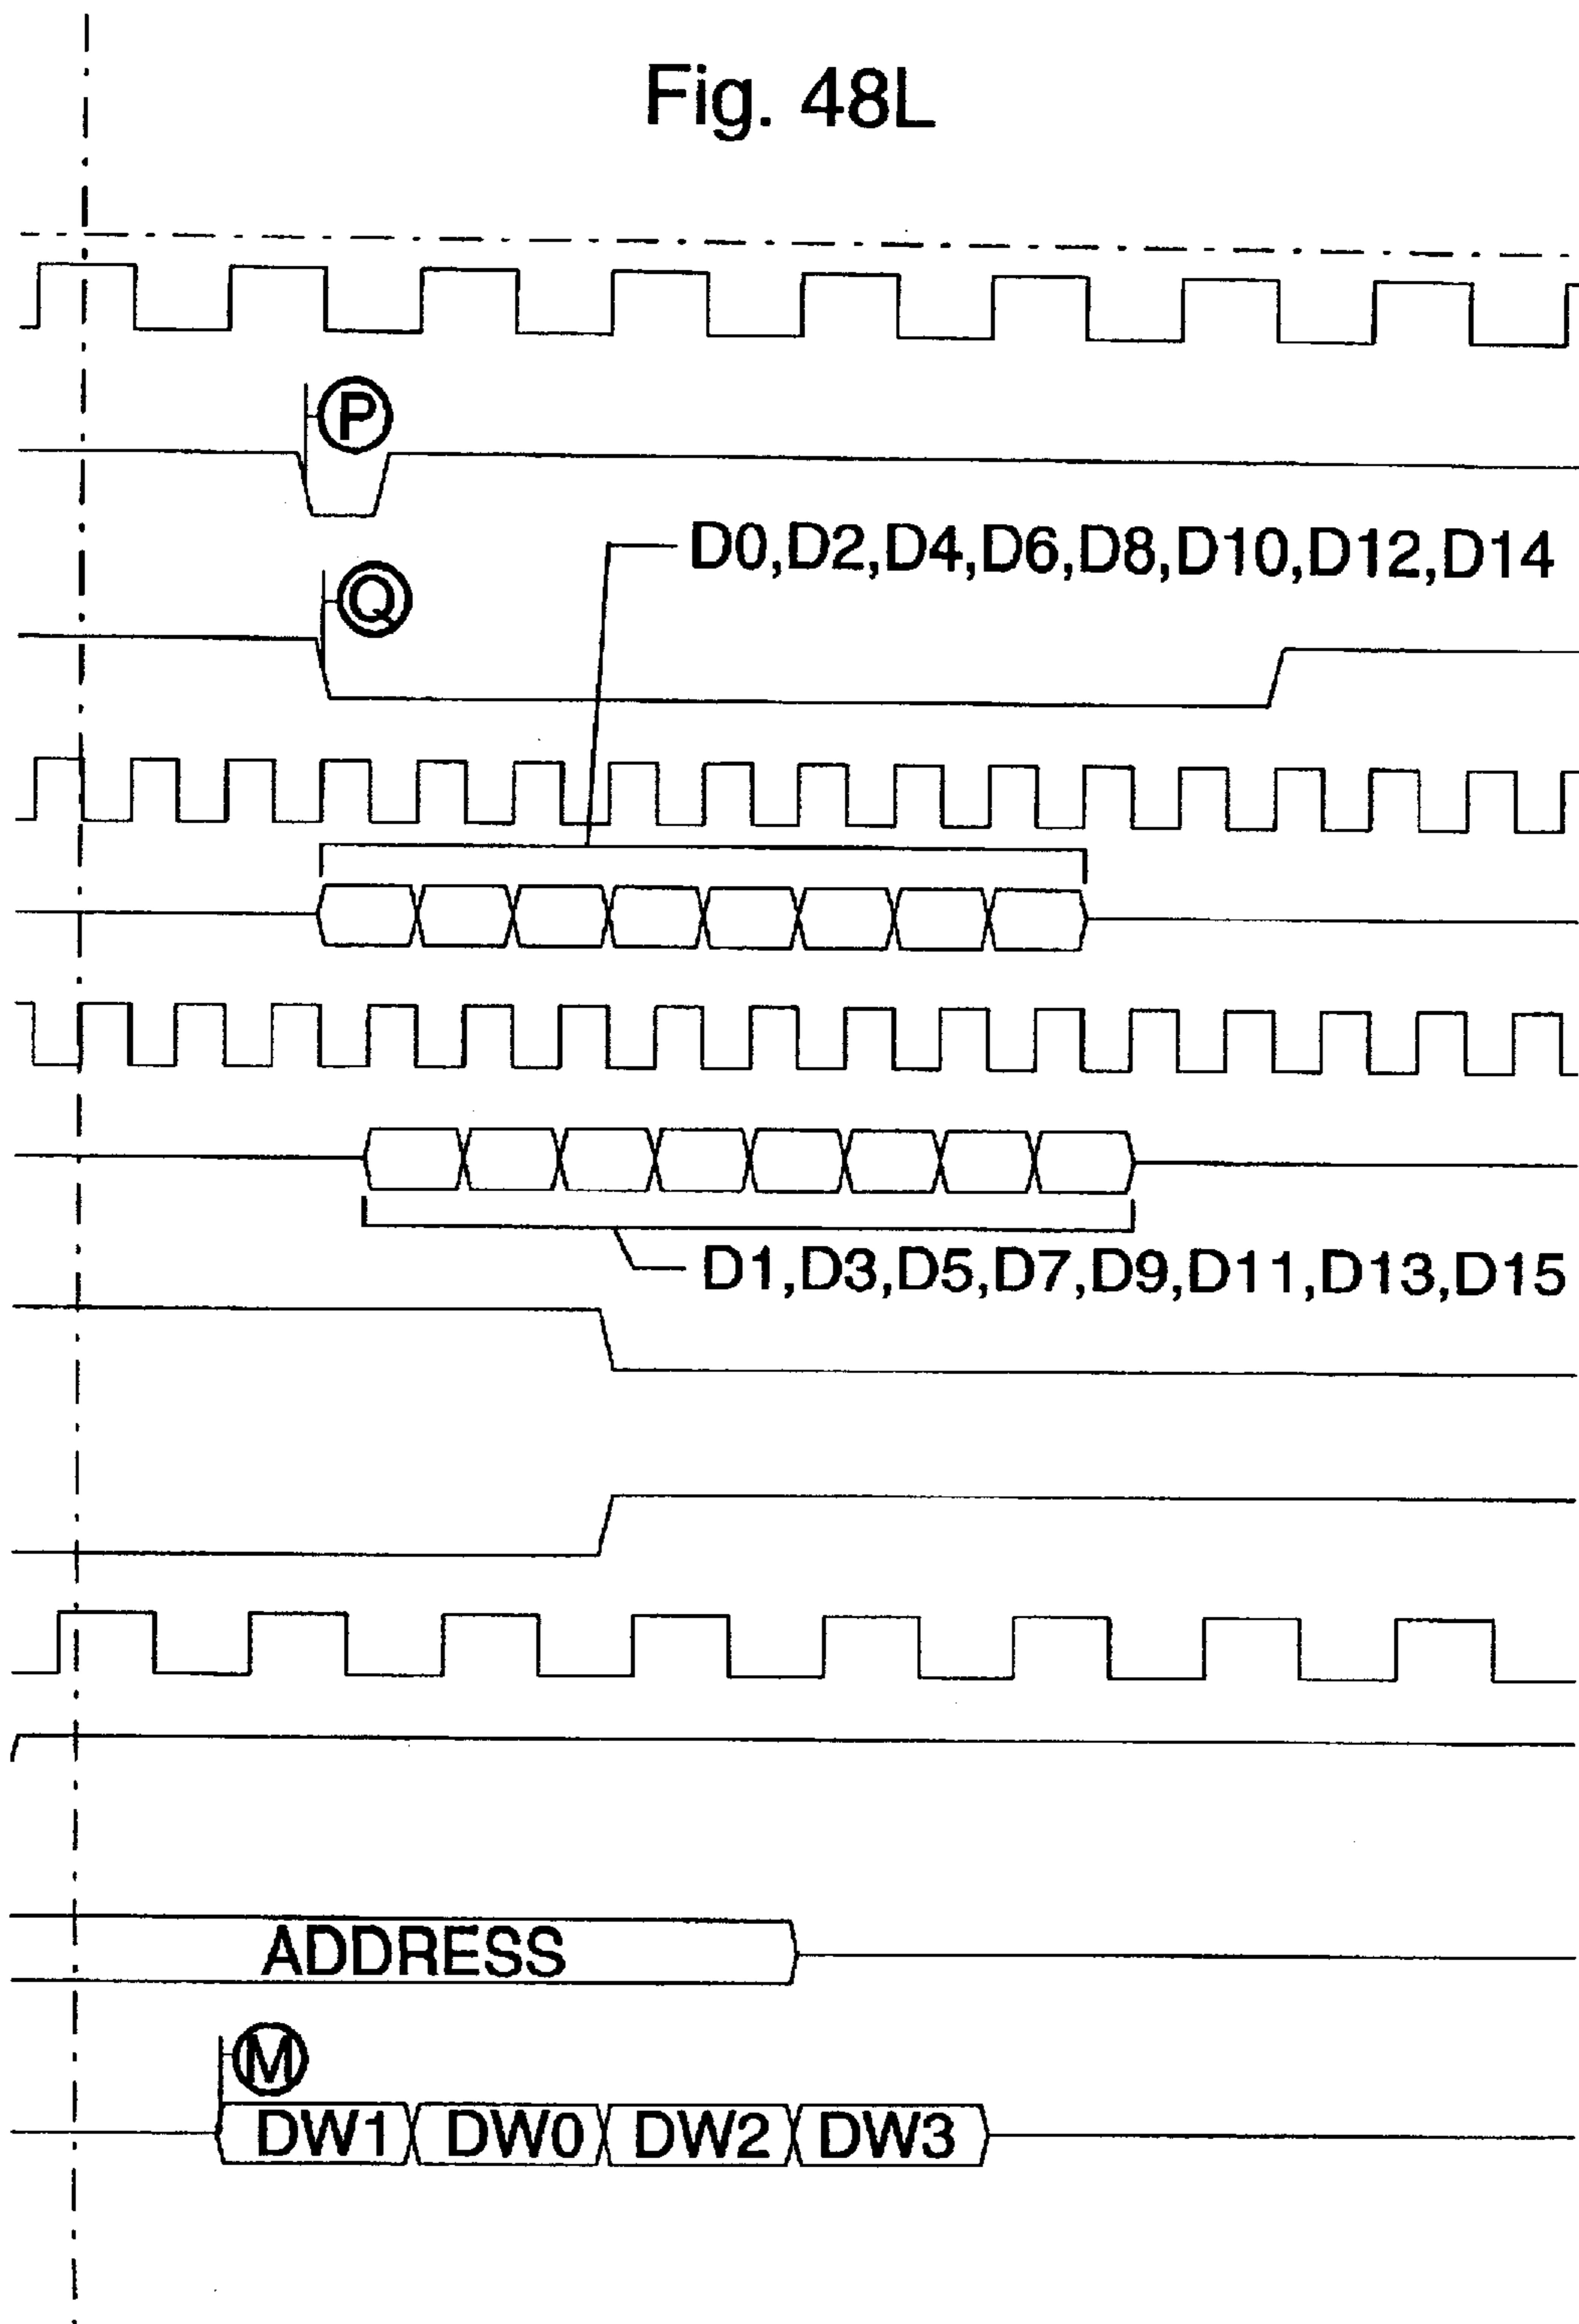 Fig. 48L
P
D0,D2,D4,D6,D8,D10,D12,D14
Q
D1,D3,D5,D7,D9,D11,D13,D15
ADDRESS
M
DW1 DW0 DW2 DW3